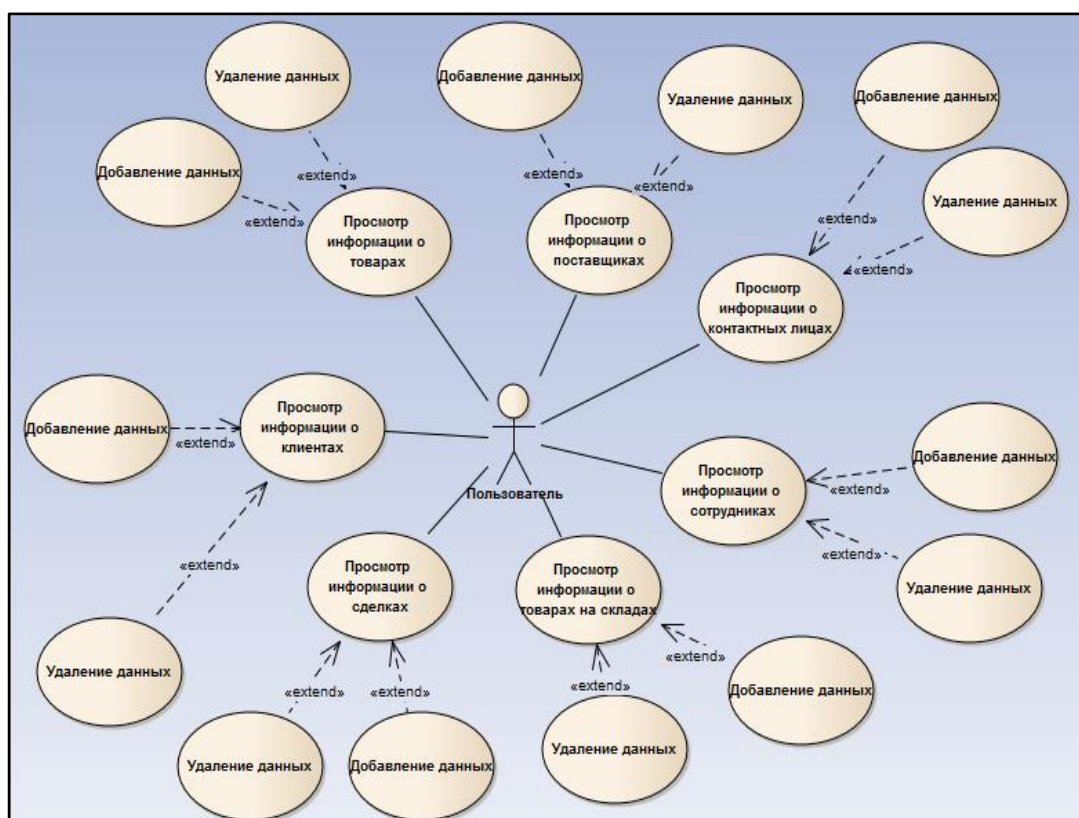 Удаление данных
Добавление данных
«extend»
«extend»
Просмотр
информации о
товарах
Добавление данных
Удаление данных
«extend»
«extend»
Просмотр
информации о
поставщиках
Добавление данных
Удаление данных
«extend»
«extend»
Просмотр
информации о
контактных лицах
Добавление данных
«extend»
Просмотр
информации о
клиентах
«extend»
Удаление данных
Пользователь
Просмотр
информации о
сотрудниках
«extend»
Добавление данных
«extend»
Удаление данных
Просмотр
информации о
сделках
«extend»
«extend»
Удаление данных
Добавление данных
Просмотр
информации о
товарах на складах
«extend»
«extend»
Удаление данных
Добавление данных